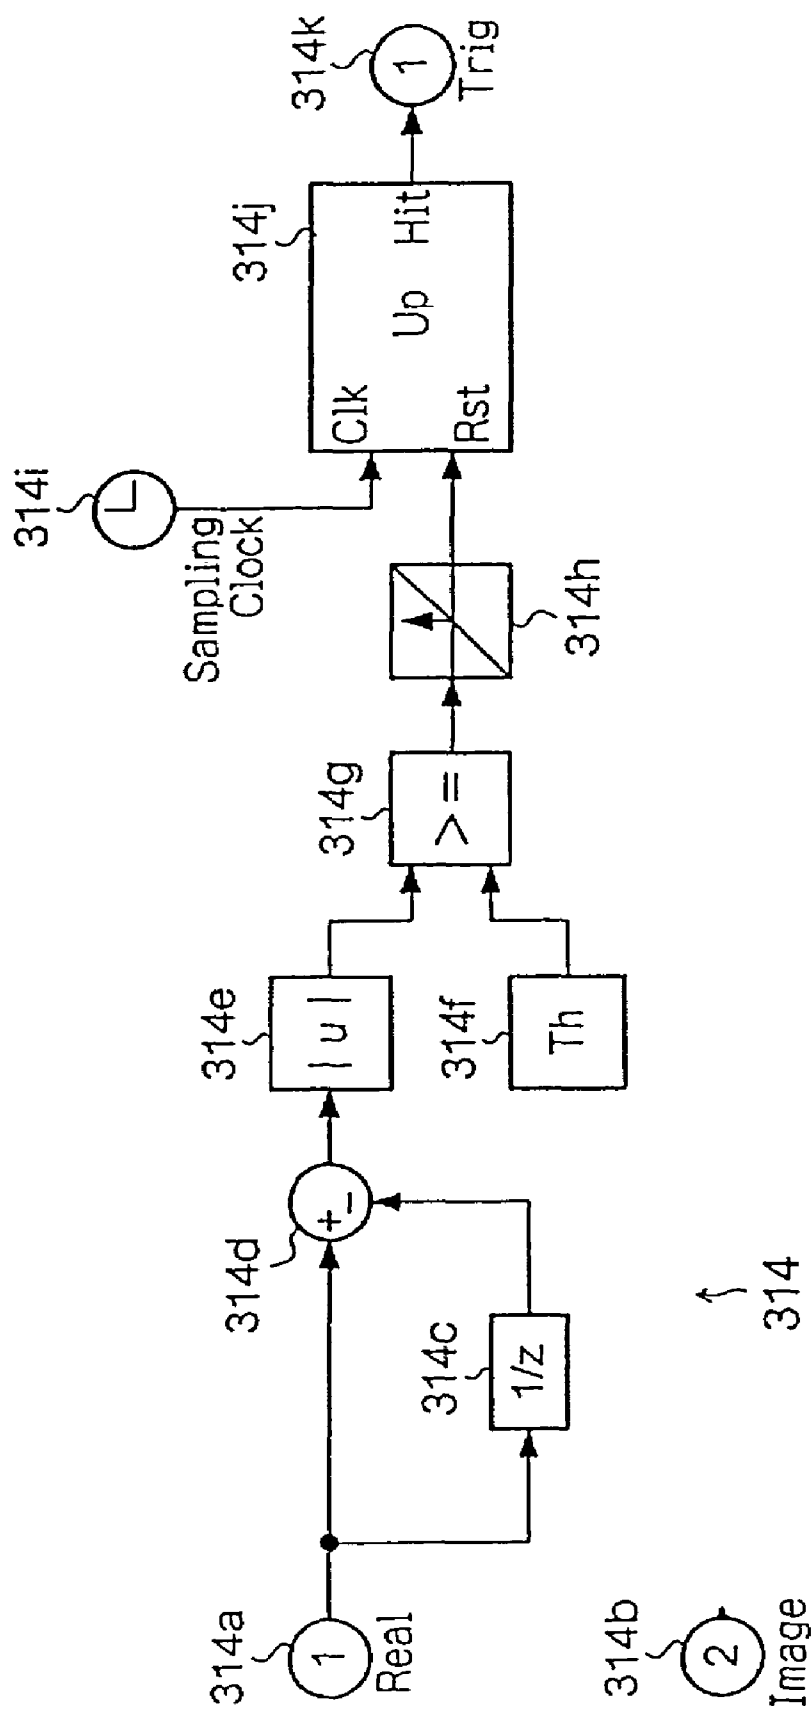 314a
1
Real
314b
2
Image
314c
1/z
314d
+
−
314e
|u|
314f
Th
314g
>=
314h
314i
Sampling
Clock
314j
Clk
Up
Hit
Rst
314k
1
Trig
314